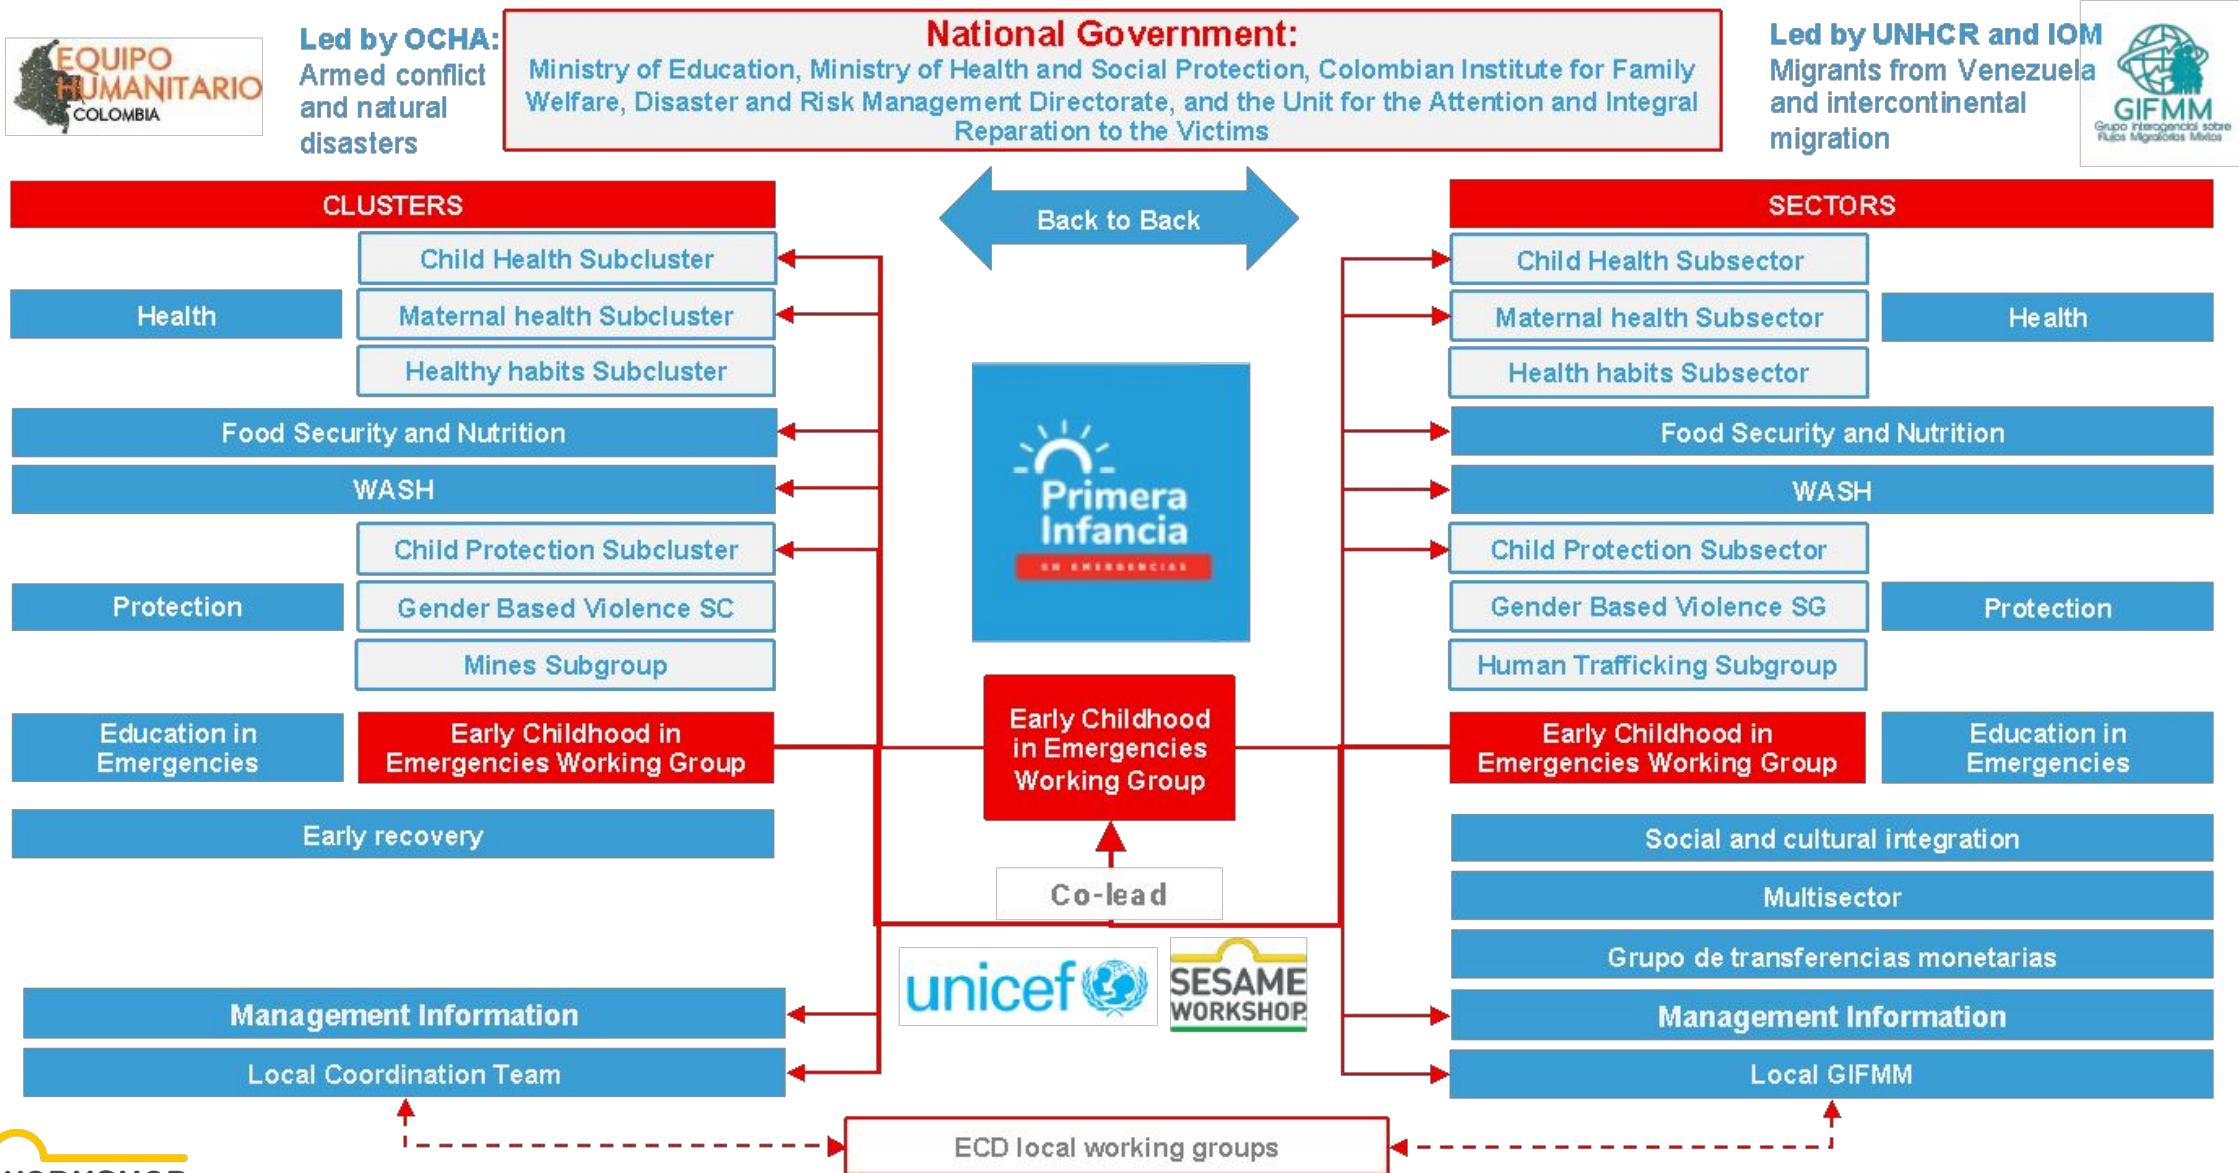 EQUIPO
HUMANITARIO
COLOMBIA
Led by OCHA:
Armed conflict
and natural
disasters
National Government:
Ministry of Education, Ministry of Health and Social Protection, Colombian Institute for Family
Welfare, Disaster and Risk Management Directorate, and the Unit for the Attention and Integral
Reparation to the Victims
Led by UNHCR and IOM
Migrants from Venezuela
and intercontinental
migration
GIFMM
Grupo Interagencial sobre
Flujos Migratorios Mixtos
Back to Back
CLUSTERS
Child Health Subcluster
Health
Maternal health Subcluster
Healthy habits Subcluster
Food Security and Nutrition
WASH
Child Protection Subcluster
Protection
Gender Based Violence SC
Mines Subgroup
Education in
Emergencies
Early Childhood in
Emergencies Working Group
Early recovery
Management Information
Local Coordination Team
Primera
Infancia
EN EMERGENCIAS
Early Childhood
in Emergencies
Working Group
Co-lead
unicef
SESAME
WORKSHOP
SECTORS
Child Health Subsector
Maternal health Subsector
Health
Health habits Subsector
Food Security and Nutrition
WASH
Child Protection Subsector
Gender Based Violence SG
Protection
Human Trafficking Subgroup
Early Childhood in
Emergencies Working Group
Education in
Emergencies
Social and cultural integration
Multisector
Grupo de transferencias monetarias
Management Information
Local GIFMM
ECD local working groups